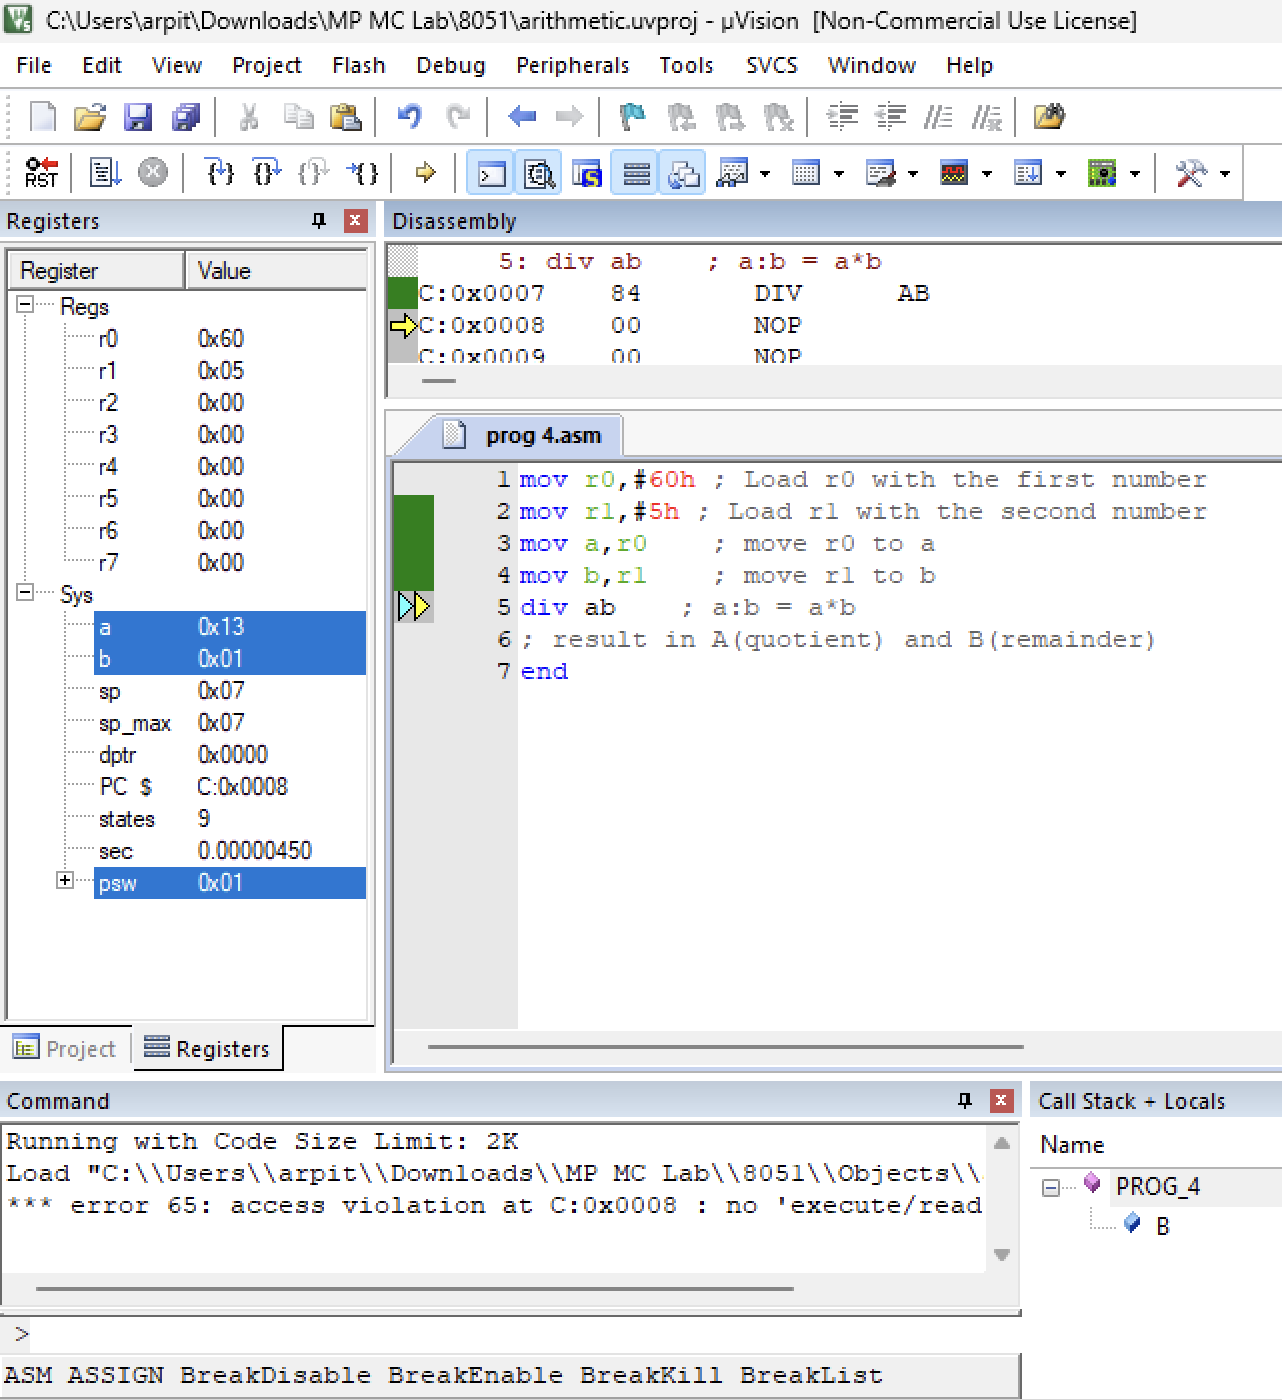 C:\Users\arpit\Downloads\MP MC Lab\8051\arithmetic.uvproj - µVision  [Non-Commercial Use License]
File Edit View Project Flash Debug Peripherals Tools SVCS Window Help
RST
Registers
Register Value
Regs
r0 0x60
r1 0x05
r2 0x00
r3 0x00
r4 0x00
r5 0x00
r6 0x00
r7 0x00
Sys
a 0x13
b 0x01
sp 0x07
sp_max 0x07
dptr 0x0000
PC $ C:0x0008
states 9
sec 0.00000450
psw 0x01
Project Registers
Disassembly
5: div ab    ; a:b = a*b
C:0x0007    84       DIV      AB
C:0x0008    00       NOP
C:0x0009    00       NOP
prog 4.asm
1 mov r0,#60h ; Load r0 with the first number
2 mov r1,#5h ; Load r1 with the second number
3 mov a,r0    ; move r0 to a
4 mov b,r1    ; move r1 to b
5 div ab    ; a:b = a*b
6 ; result in A(quotient) and B(remainder)
7 end
Command
Running with Code Size Limit: 2K
Load "C:\\Users\\arpit\\Downloads\\MP MC Lab\\8051\\Objects\\
*** error 65: access violation at C:0x0008 : no 'execute/read
>
ASM ASSIGN BreakDisable BreakEnable BreakKill BreakList
Call Stack + Locals
Name
PROG_4
B